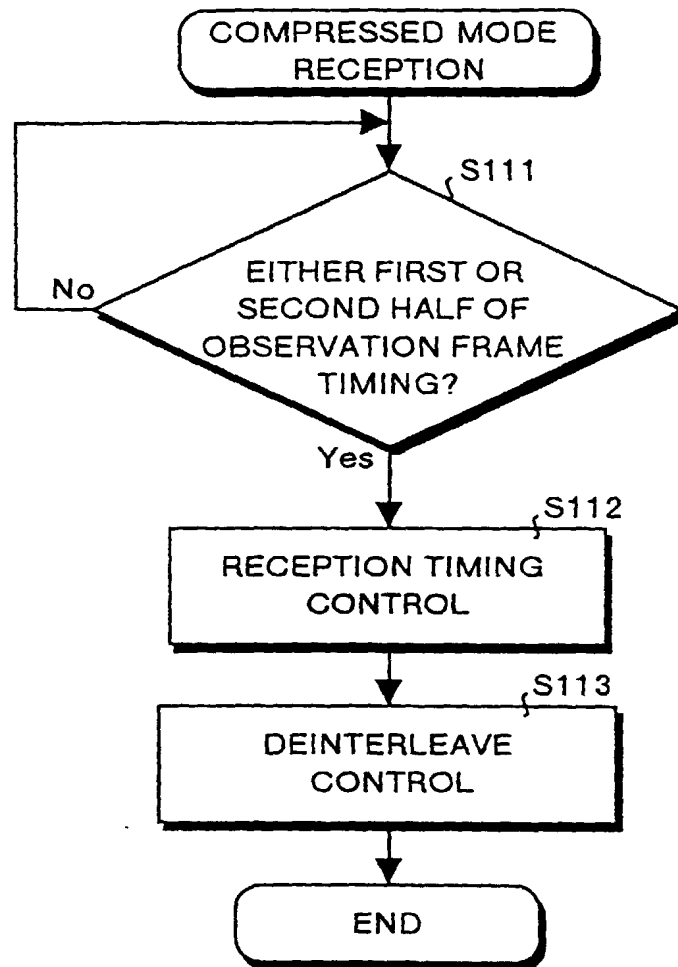 COMPRESSED MODE
RECEPTION
S111
EITHER FIRST OR
SECOND HALF OF
OBSERVATION FRAME
TIMING?
No
Yes
S112
RECEPTION TIMING
CONTROL
S113
DEINTERLEAVE
CONTROL
END